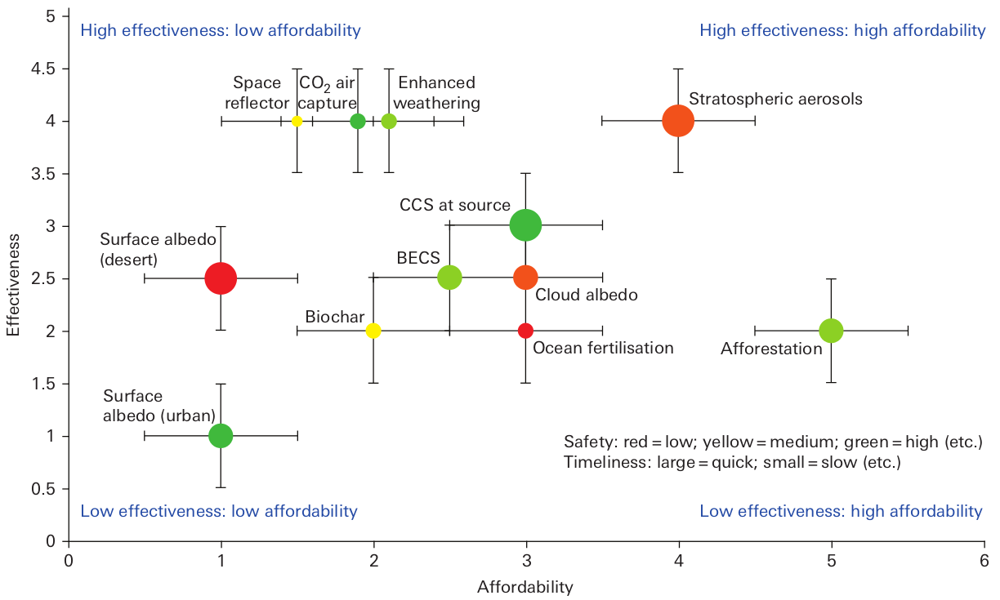 5
High effectiveness: low affordability
High effectiveness: high affordability
4.5
Space
reflector
CO2 air
capture
Enhanced
weathering
Stratospheric aerosols
4
3.5
CCS at source
3
Surface albedo
(desert)
BECS
2.5
Cloud albedo
Biochar
2
Ocean fertilisation
Afforestation
Effectiveness
1.5
Surface
albedo (urban)
1
Safety: red = low; yellow = medium; green = high (etc.)
Timeliness: large = quick; small = slow (etc.)
0.5
Low effectiveness: low affordability
Low effectiveness: high affordability
0
0 1 2 3 4 5 6
Affordability